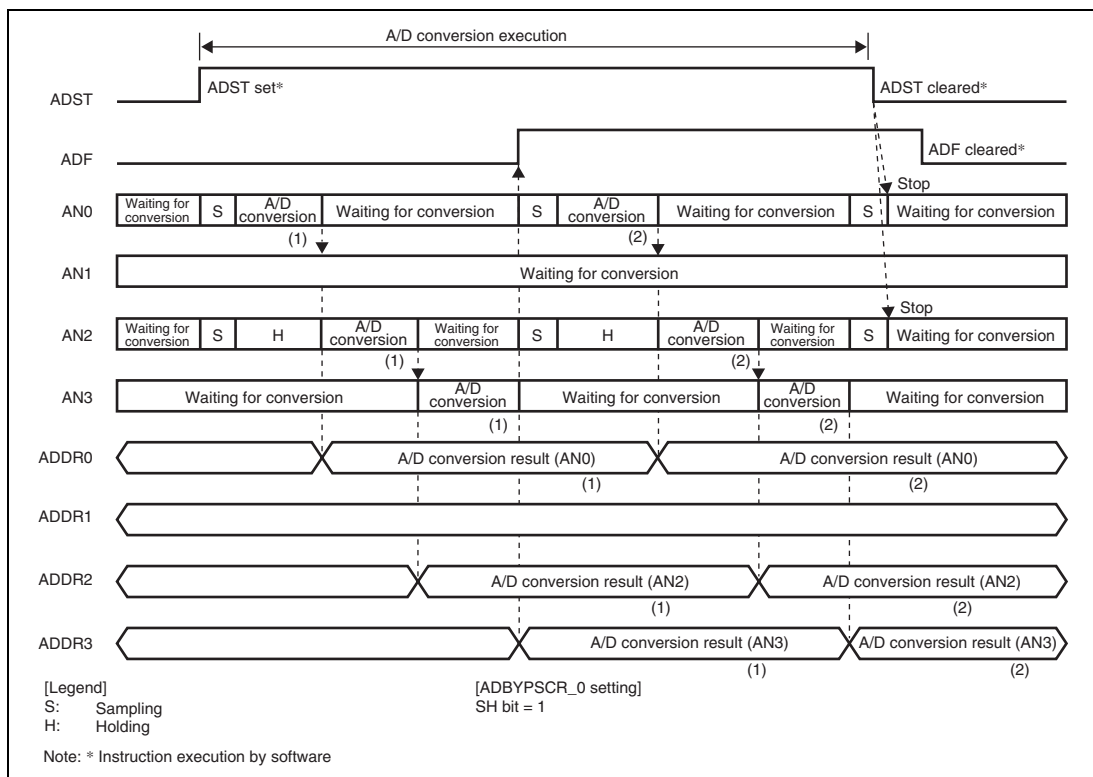 A/D conversion execution
ADST ADST set* ADST cleared*
ADF ADF cleared*
Stop
AN0 Waiting for conversion S A/D conversion Waiting for conversion S A/D conversion Waiting for conversion S Waiting for conversion
(1) (2)
AN1 Waiting for conversion
Stop
AN2 Waiting for conversion S H A/D conversion Waiting for conversion S H A/D conversion Waiting for conversion S Waiting for conversion
(1) (2)
AN3 Waiting for conversion A/D conversion Waiting for conversion A/D conversion Waiting for conversion
(1) (2)
ADDR0 A/D conversion result (AN0) A/D conversion result (AN0)
(1) (2)
ADDR1
ADDR2 A/D conversion result (AN2) A/D conversion result (AN2)
(1) (2)
ADDR3 A/D conversion result (AN3) A/D conversion result (AN3)
(1) (2)
[Legend] [ADBYPSCR_0 setting]
S: Sampling SH bit = 1
H: Holding
Note: * Instruction execution by software